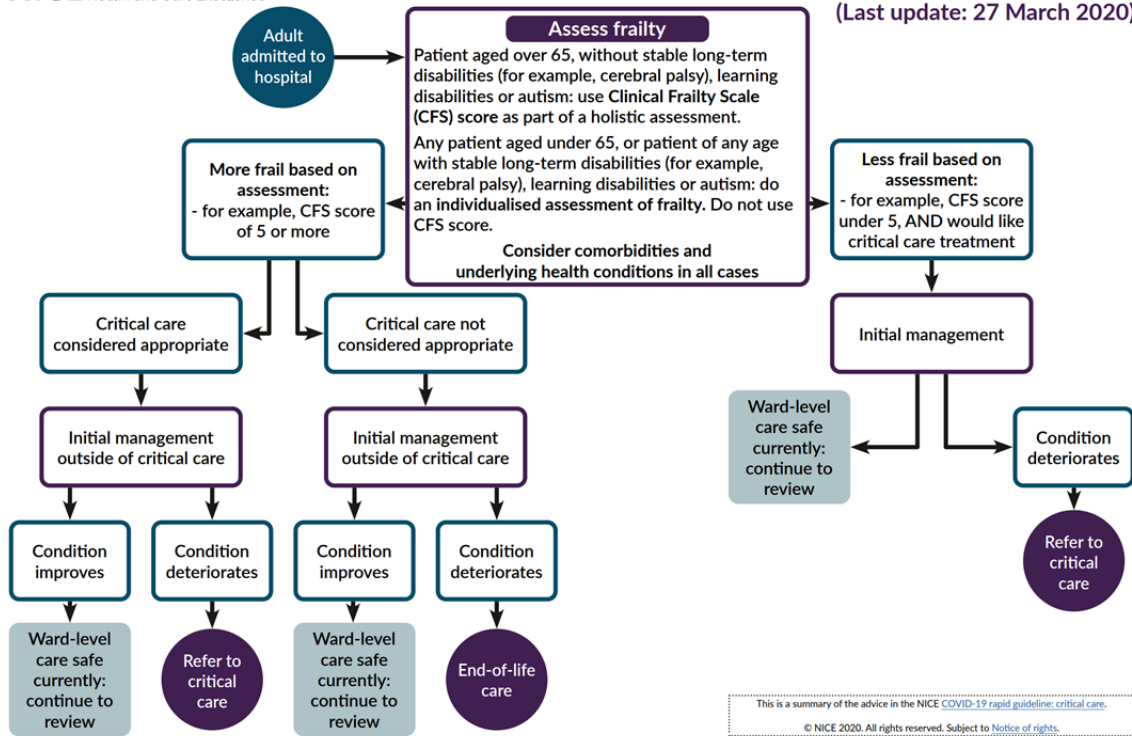 (Last update: 27 March 2020)
Adult
admitted to
hospital
Assess frailty
Patient aged over 65, without stable long-term
disabilities (for example, cerebral palsy), learning
disabilities or autism: use Clinical Frailty Scale
(CFS) score as part of a holistic assessment.
Any patient aged under 65, or patient of any age
with stable long-term disabilities (for example,
cerebral palsy), learning disabilities or autism: do
an individualised assessment of frailty. Do not use
CFS score.
Consider comorbidities and
underlying health conditions in all cases
More frail based on
assessment:
- for example, CFS score
of 5 or more
Less frail based on
assessment:
- for example, CFS score
under 5, AND would like
critical care treatment
Critical care
considered appropriate
Critical care not
considered appropriate
Initial management
Initial management
outside of critical care
Initial management
outside of critical care
Ward-level
care safe
currently:
continue to
review
Condition
deteriorates
Condition
improves
Condition
deteriorates
Condition
improves
Condition
deteriorates
Refer to
critical
care
Ward-level
care safe
currently:
continue to
review
Refer to
critical
care
Ward-level
care safe
currently:
continue to
review
End-of-life
care
This is a summary of the advice in the NICE COVID-19 rapid guideline: critical care.
© NICE 2020. All rights reserved. Subject to Notice of rights.